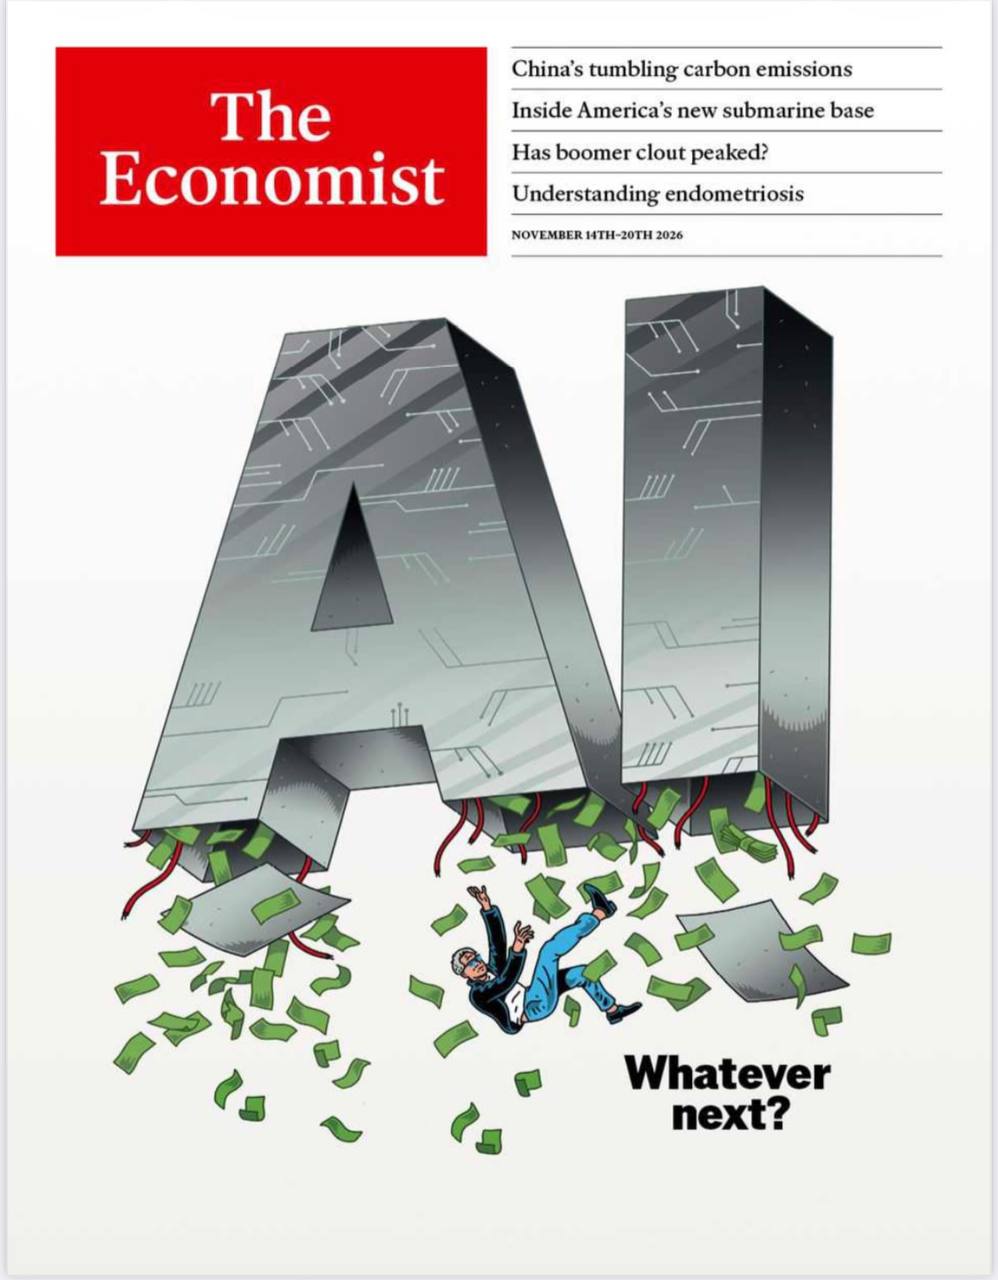 The
Economist
China's tumbling carbon emissions
Inside America's new submarine base
Has boomer clout peaked?
Understanding endometriosis
NOVEMBER 14TH–20TH 2026
AI
Whatever
next?